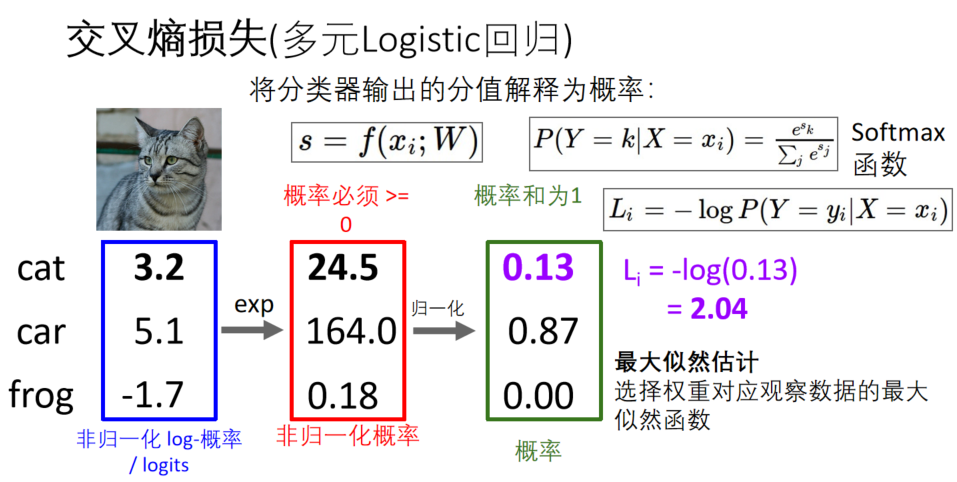 交叉熵损失(多元Logistic回归)
将分类器输出的分值解释为概率：
s = f(x_i; W)
P(Y = k|X = x_i) = \frac{e^{s_k}}{\sum_j e^{s_j}}
Softmax
函数
概率必须 >=
0
概率和为1
L_i = -log P(Y = y_i|X = x_i)
cat 3.2 24.5 0.13
L_i = -log(0.13)
= 2.04
exp
归一化
car 5.1 164.0 0.87
frog -1.7 0.18 0.00
最大似然估计
选择权重对应观察数据的最大
似然函数
非归一化 log-概率
/ logits
非归一化概率
概率